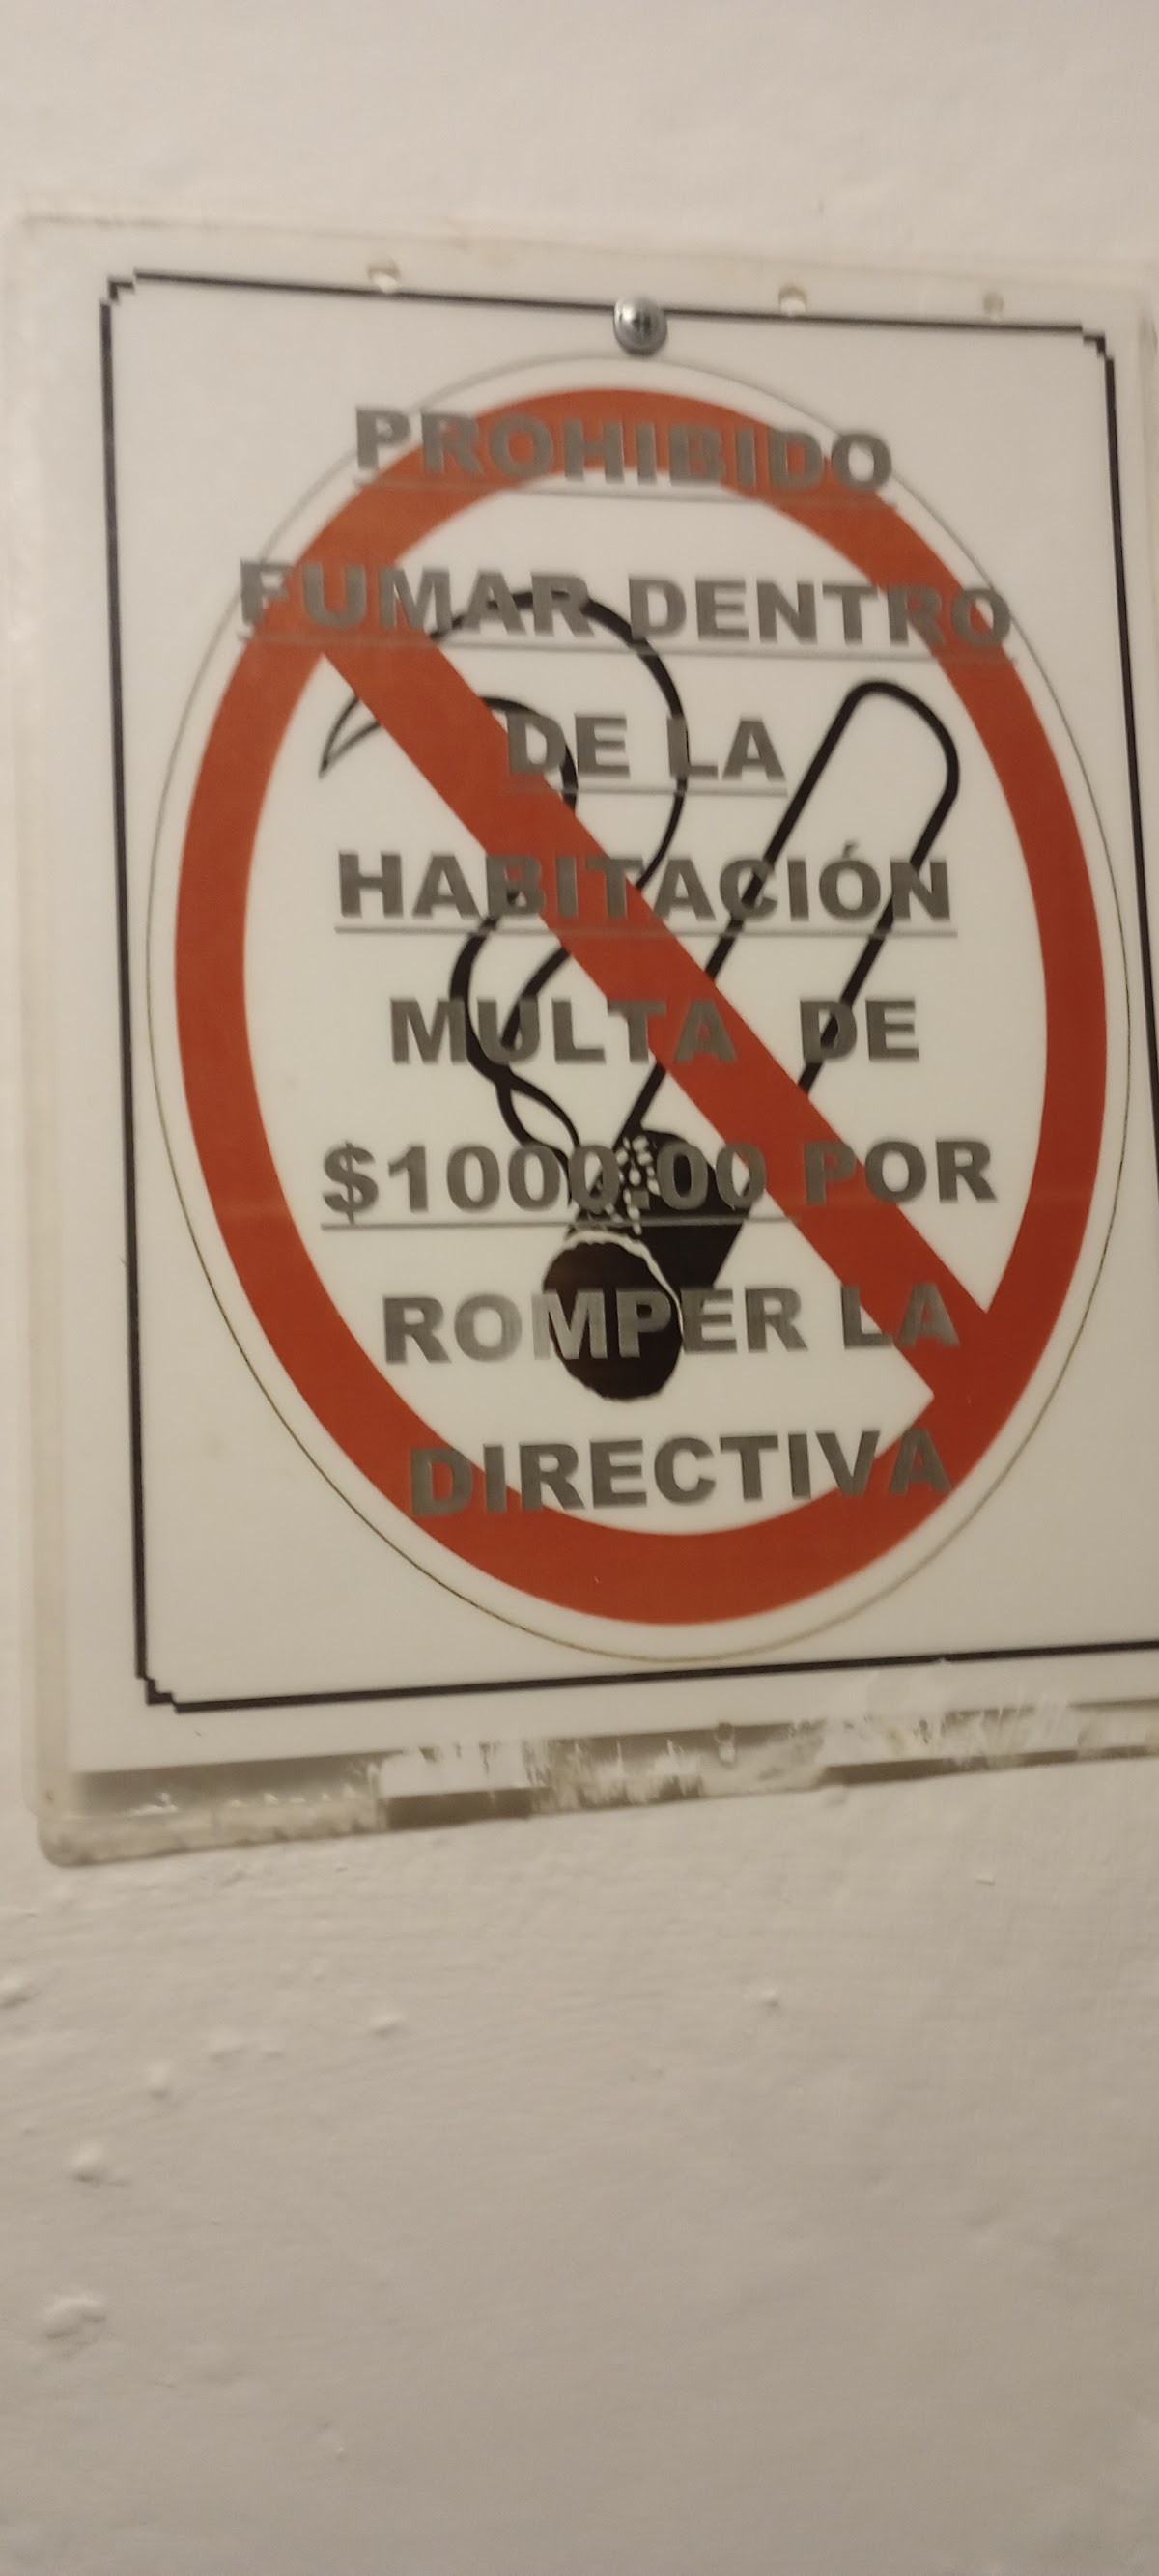 PROHIBIDO
FUMAR DENTRO
DE LA
HABITACIÓN
MULTA DE
$1000.00 POR
ROMPER LA
DIRECTIVA